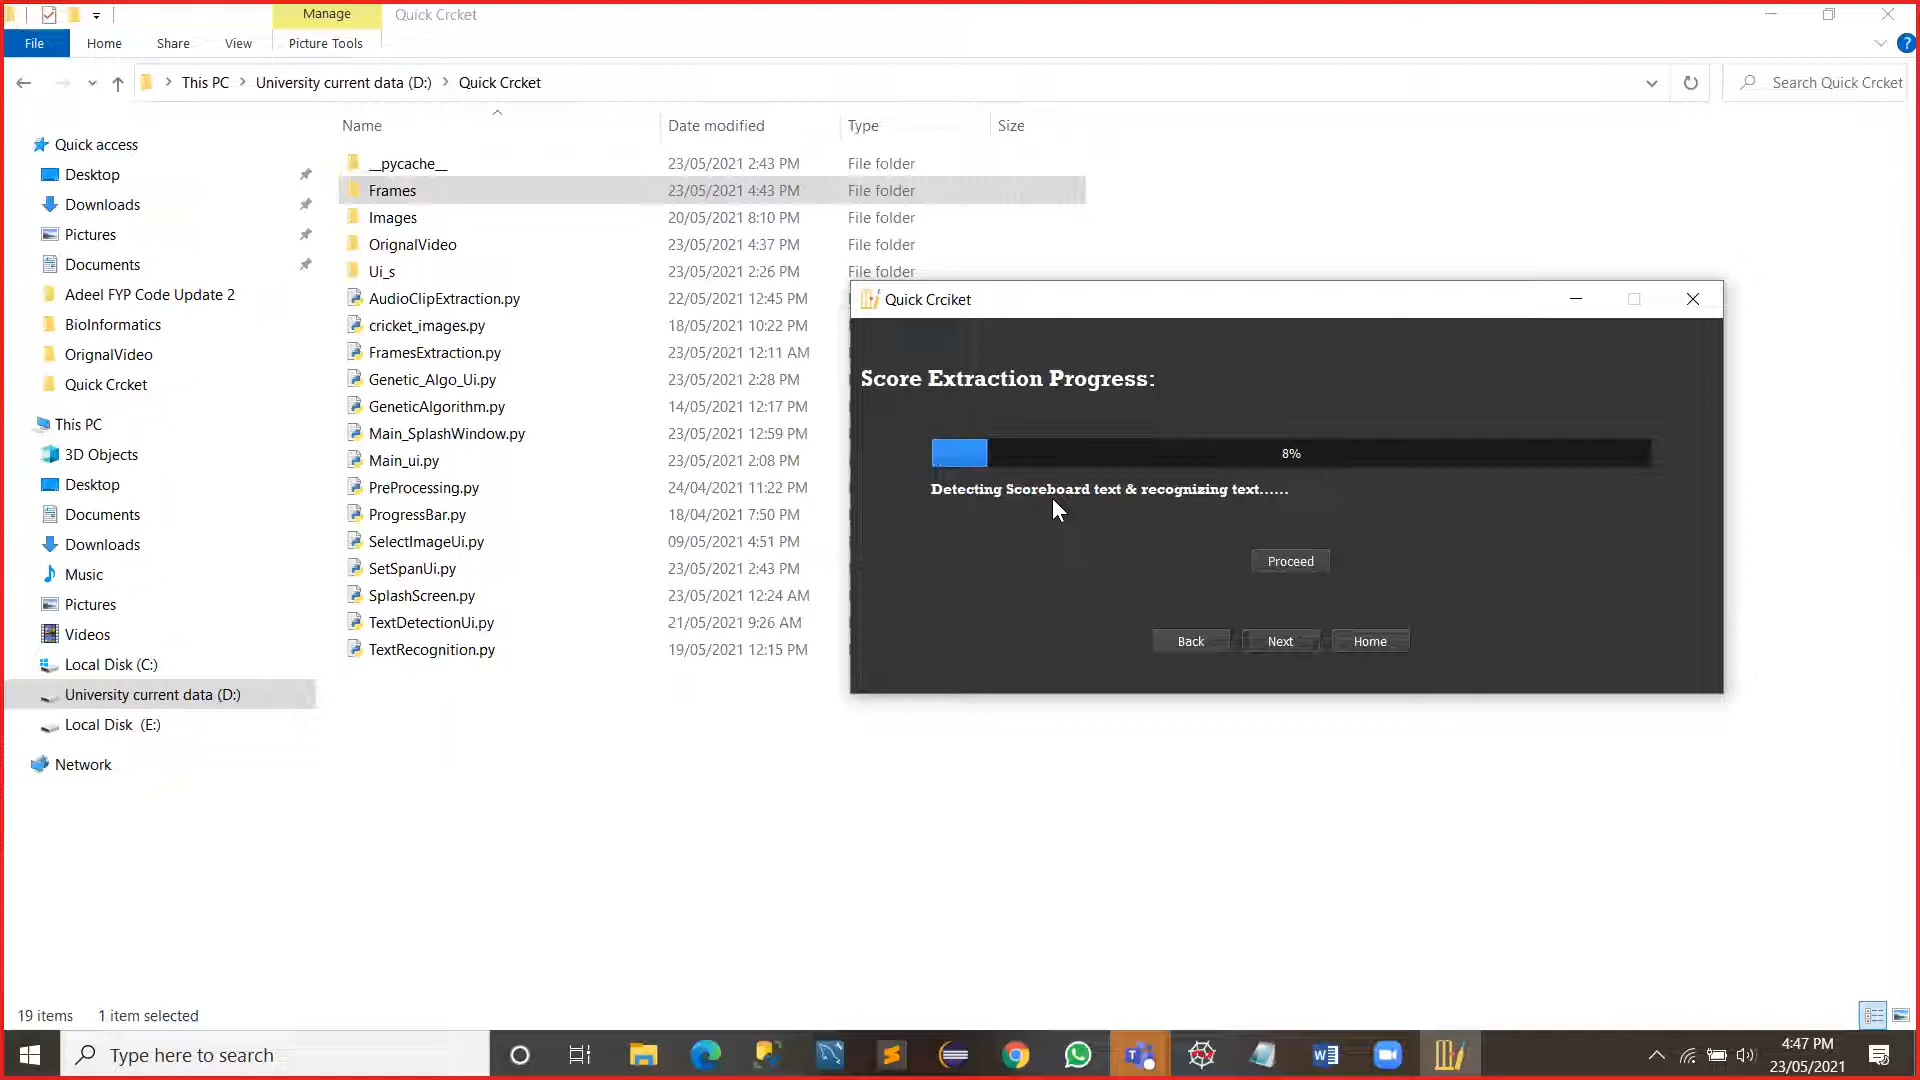 Manage
Quick Crcket
File
Home
Share
View
Picture Tools
This PC
University current data (D:)
Quick Crcket
Search Quick Crcket
Name
Date modified
Type
Size
Quick access
Desktop
Downloads
Pictures
Documents
Adeel FYP Code Update 2
BioInformatics
OrignalVideo
Quick Crcket
This PC
3D Objects
Desktop
Documents
Downloads
Music
Pictures
Videos
Local Disk (C:)
University current data (D:)
Local Disk (E:)
Network
__pycache__ 23/05/2021 2:43 PM File folder
Frames 23/05/2021 4:43 PM File folder
Images 20/05/2021 8:10 PM File folder
OrignalVideo 23/05/2021 4:37 PM File folder
Ui_s 23/05/2021 2:26 PM File folder
AudioClipExtraction.py 22/05/2021 12:45 PM
cricket_images.py 18/05/2021 10:22 PM
FramesExtraction.py 23/05/2021 12:11 AM
Genetic_Algo_Ui.py 23/05/2021 2:28 PM
GeneticAlgorithm.py 14/05/2021 12:17 PM
Main_SplashWindow.py 23/05/2021 12:59 PM
Main_ui.py 23/05/2021 2:08 PM
PreProcessing.py 24/04/2021 11:22 PM
ProgressBar.py 18/04/2021 7:50 PM
SelectImageUi.py 09/05/2021 4:51 PM
SetSpanUi.py 23/05/2021 2:43 PM
SplashScreen.py 23/05/2021 12:24 AM
TextDetectionUi.py 21/05/2021 9:26 AM
TextRecognition.py 19/05/2021 12:15 PM
Quick Crciket
Score Extraction Progress:
8%
Detecting Scoreboard text & recognizing text......
Proceed
Back
Next
Home
19 items
1 item selected
Type here to search
4:47 PM
23/05/2021